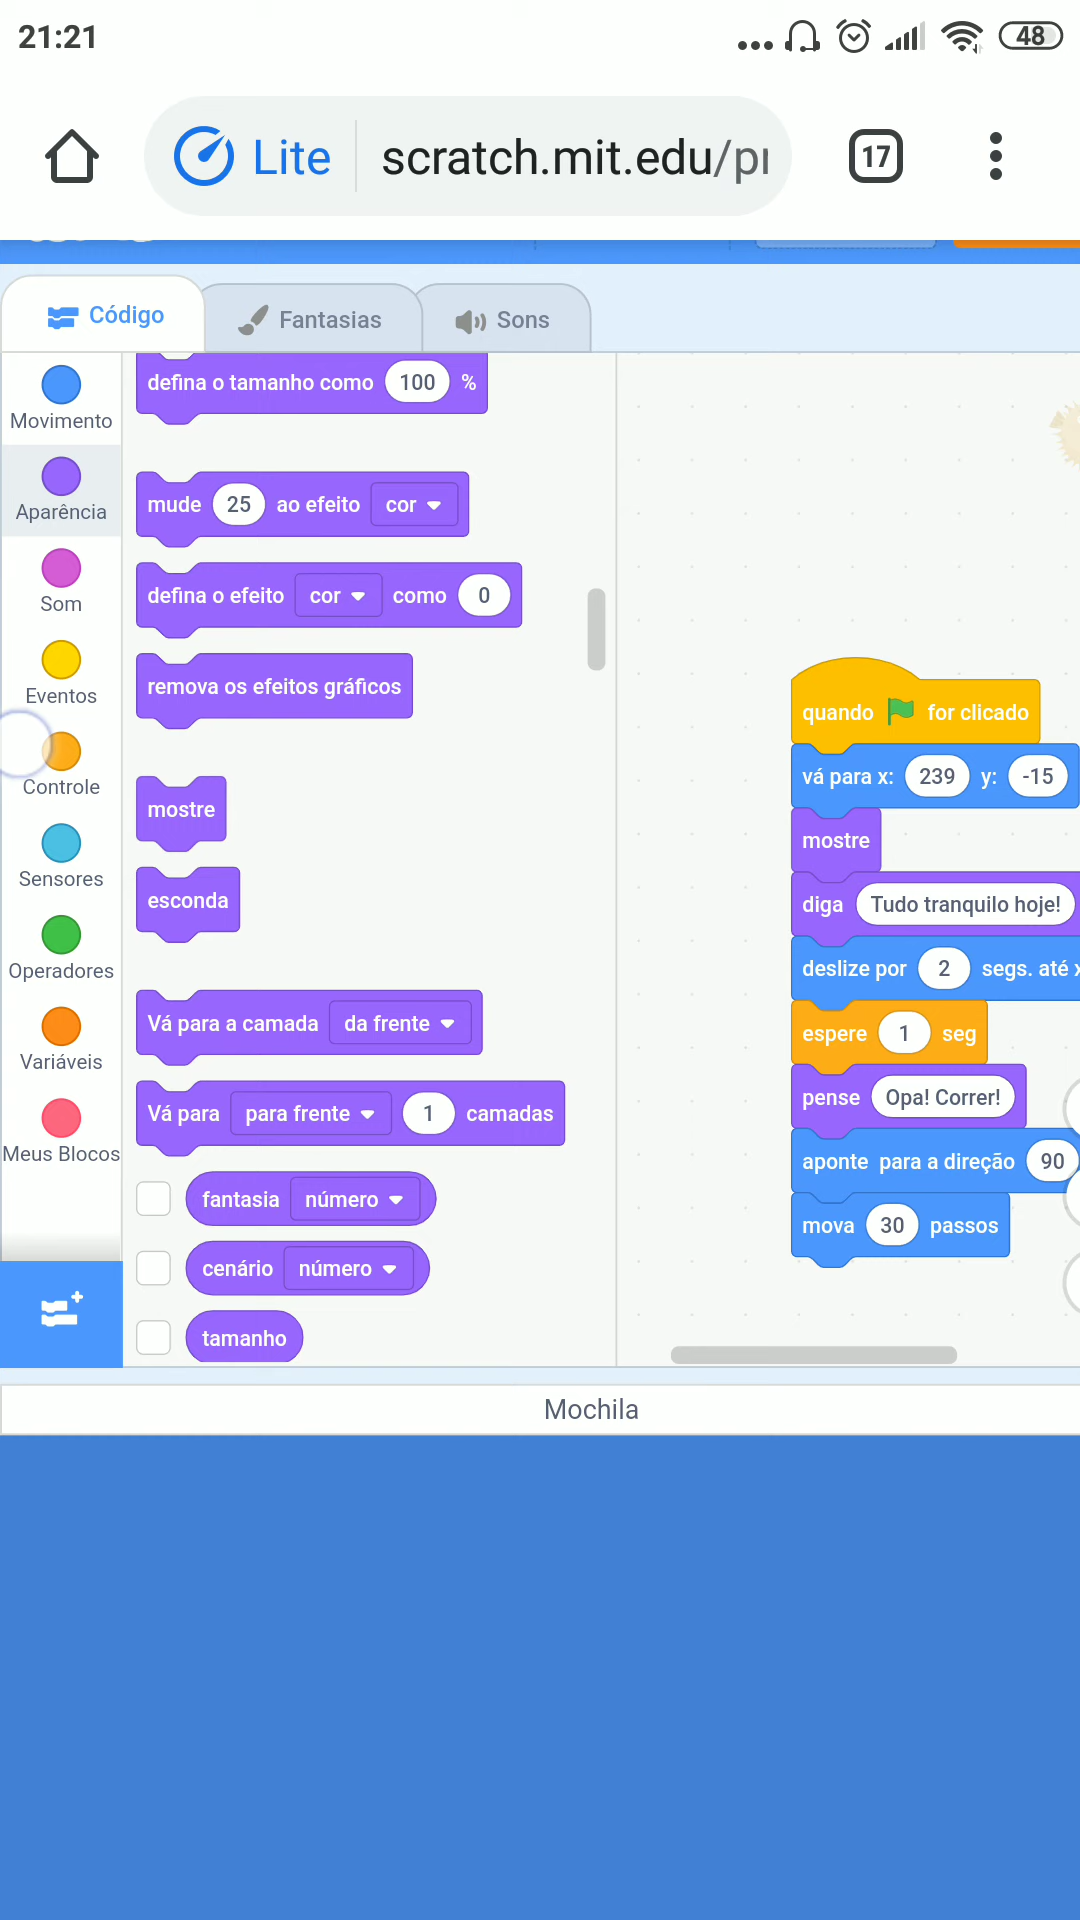 21:21
48
Lite
scratch.mit.edu/pr
17
Código
Fantasias
Sons
Movimento
Aparência
Som
Eventos
Controle
Sensores
Operadores
Variáveis
Meus Blocos
defina o tamanho como 100 %
mude 25 ao efeito cor
defina o efeito cor como 0
remova os efeitos gráficos
mostre
esconda
Vá para a camada da frente
Vá para para frente 1 camadas
fantasia número
cenário número
tamanho
quando for clicado
vá para x: 239 y: -15
mostre
diga Tudo tranquilo hoje!
deslize por 2 segs. até x
espere 1 seg
pense Opa! Correr!
aponte para a direção 90
mova 30 passos
Mochila